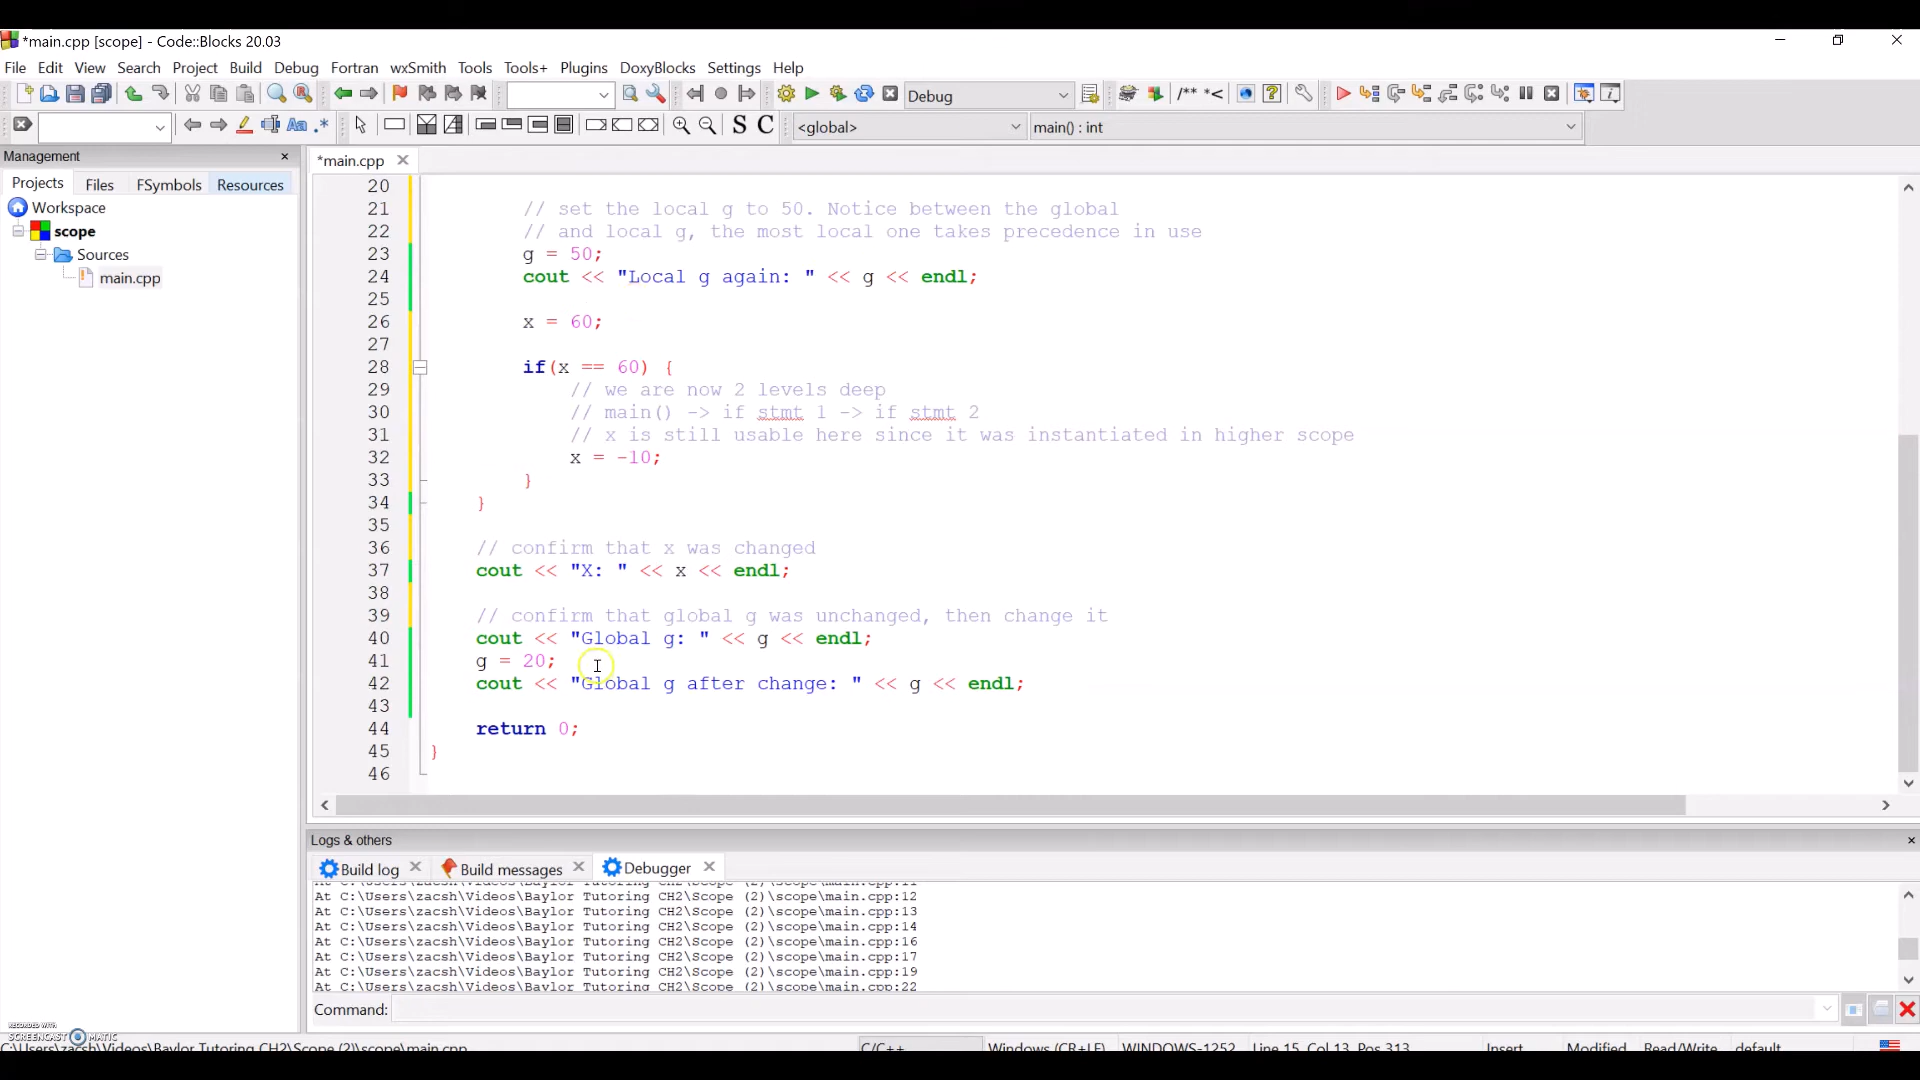 *main.cpp [scope] - Code::Blocks 20.03
File Edit View Search Project Build Debug Fortran wxSmith Tools Tools+ Plugins DoxyBlocks Settings Help
/** *<
Debug
Aa .* S C <global> main() : int
Management
Projects Files FSymbols Resources
Workspace
scope
Sources
main.cpp
*main.cpp
20
21 // set the local g to 50. Notice between the global
22 // and local g, the most local one takes precedence in use
23 g = 50;
24 cout << "Local g again: " << g << endl;
25
26 x = 60;
27
28 if(x == 60) {
29 // we are now 2 levels deep
30 // main() -> if stmt 1 -> if stmt 2
31 // x is still usable here since it was instantiated in higher scope
32 x = -10;
33 }
34 }
35
36 // confirm that x was changed
37 cout << "X: " << x << endl;
38
39 // confirm that global g was unchanged, then change it
40 cout << "Global g: " << g << endl;
41 g = 20;
42 cout << "Global g after change: " << g << endl;
43
44 return 0;
45 }
46
Logs & others
Build log Build messages Debugger
At C:\Users\zacsh\Videos\Baylor Tutoring CH2\Scope (2)\scope\main.cpp:11
At C:\Users\zacsh\Videos\Baylor Tutoring CH2\Scope (2)\scope\main.cpp:12
At C:\Users\zacsh\Videos\Baylor Tutoring CH2\Scope (2)\scope\main.cpp:13
At C:\Users\zacsh\Videos\Baylor Tutoring CH2\Scope (2)\scope\main.cpp:14
At C:\Users\zacsh\Videos\Baylor Tutoring CH2\Scope (2)\scope\main.cpp:16
At C:\Users\zacsh\Videos\Baylor Tutoring CH2\Scope (2)\scope\main.cpp:17
At C:\Users\zacsh\Videos\Baylor Tutoring CH2\Scope (2)\scope\main.cpp:19
At C:\Users\zacsh\Videos\Baylor Tutoring CH2\Scope (2)\scope\main.cpp:22
Command:
RECORDED WITH
SCREENCAST MATIC
C:\Users\zacsh\Videos\Baylor Tutoring CH2\Scope (2)\scope\main.cpp C/C++ Windows (CR+LF) WINDOWS-1252 Line 15, Col 13, Pos 313 Insert Modified Read/Write default